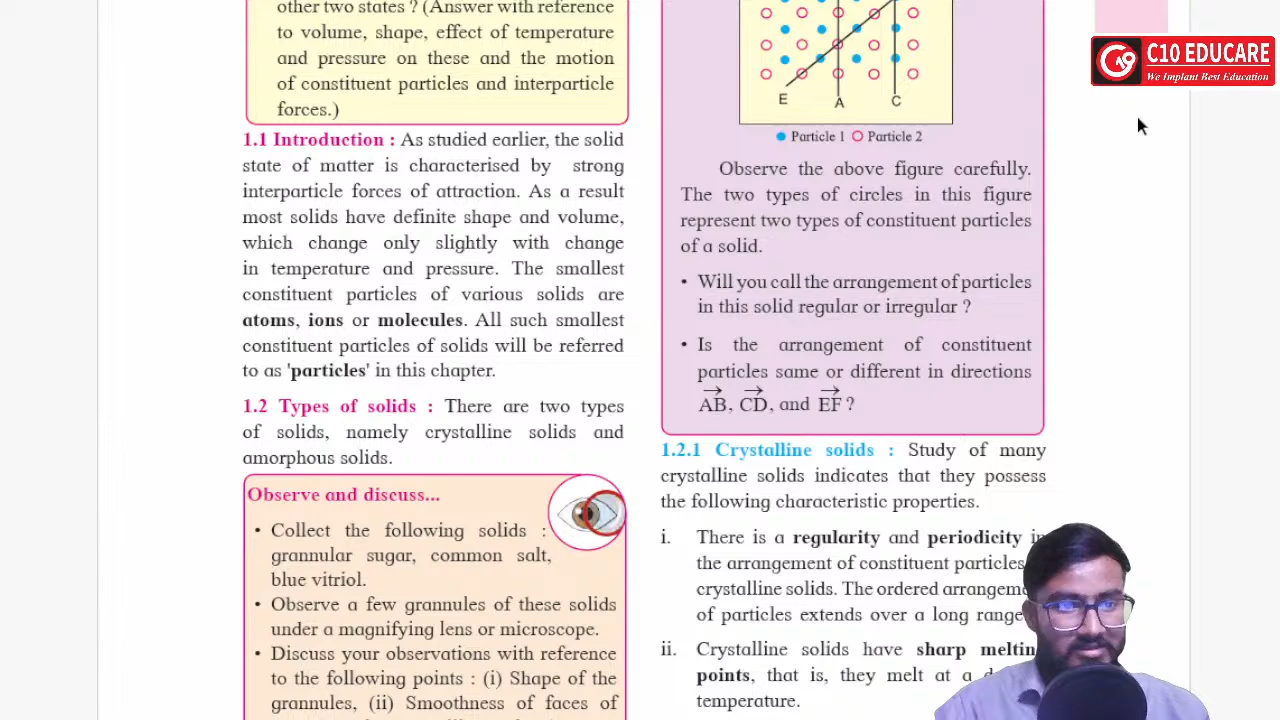 other two states ? (Answer with reference
to volume, shape, effect of temperature
and pressure on these and the motion
of constituent particles and interparticle
forces.)
1.1 Introduction : As studied earlier, the solid
state of matter is characterised by strong
interparticle forces of attraction. As a result
most solids have definite shape and volume,
which change only slightly with change
in temperature and pressure. The smallest
constituent particles of various solids are
atoms, ions or molecules. All such smallest
constituent particles of solids will be referred
to as 'particles' in this chapter.
1.2 Types of solids : There are two types
of solids, namely crystalline solids and
amorphous solids.
Observe and discuss...
• Collect the following solids :
grannular sugar, common salt,
blue vitriol.
• Observe a few grannules of these solids
under a magnifying lens or microscope.
• Discuss your observations with reference
to the following points : (i) Shape of the
grannules, (ii) Smoothness of faces of
E A C
Particle 1 Particle 2
Observe the above figure carefully.
The two types of circles in this figure
represent two types of constituent particles
of a solid.
• Will you call the arrangement of particles
in this solid regular or irregular ?
• Is the arrangement of constituent
particles same or different in directions
AB, CD, and EF ?
1.2.1 Crystalline solids : Study of many
crystalline solids indicates that they possess
the following characteristic properties.
i. There is a regularity and periodicity
the arrangement of constituent particles
crystalline solids. The ordered
of particles extends over a long range
ii. Crystalline solids have sharp
points, that is, they melt at a
temperature.
C10 EDUCARE
We Implant Best Education